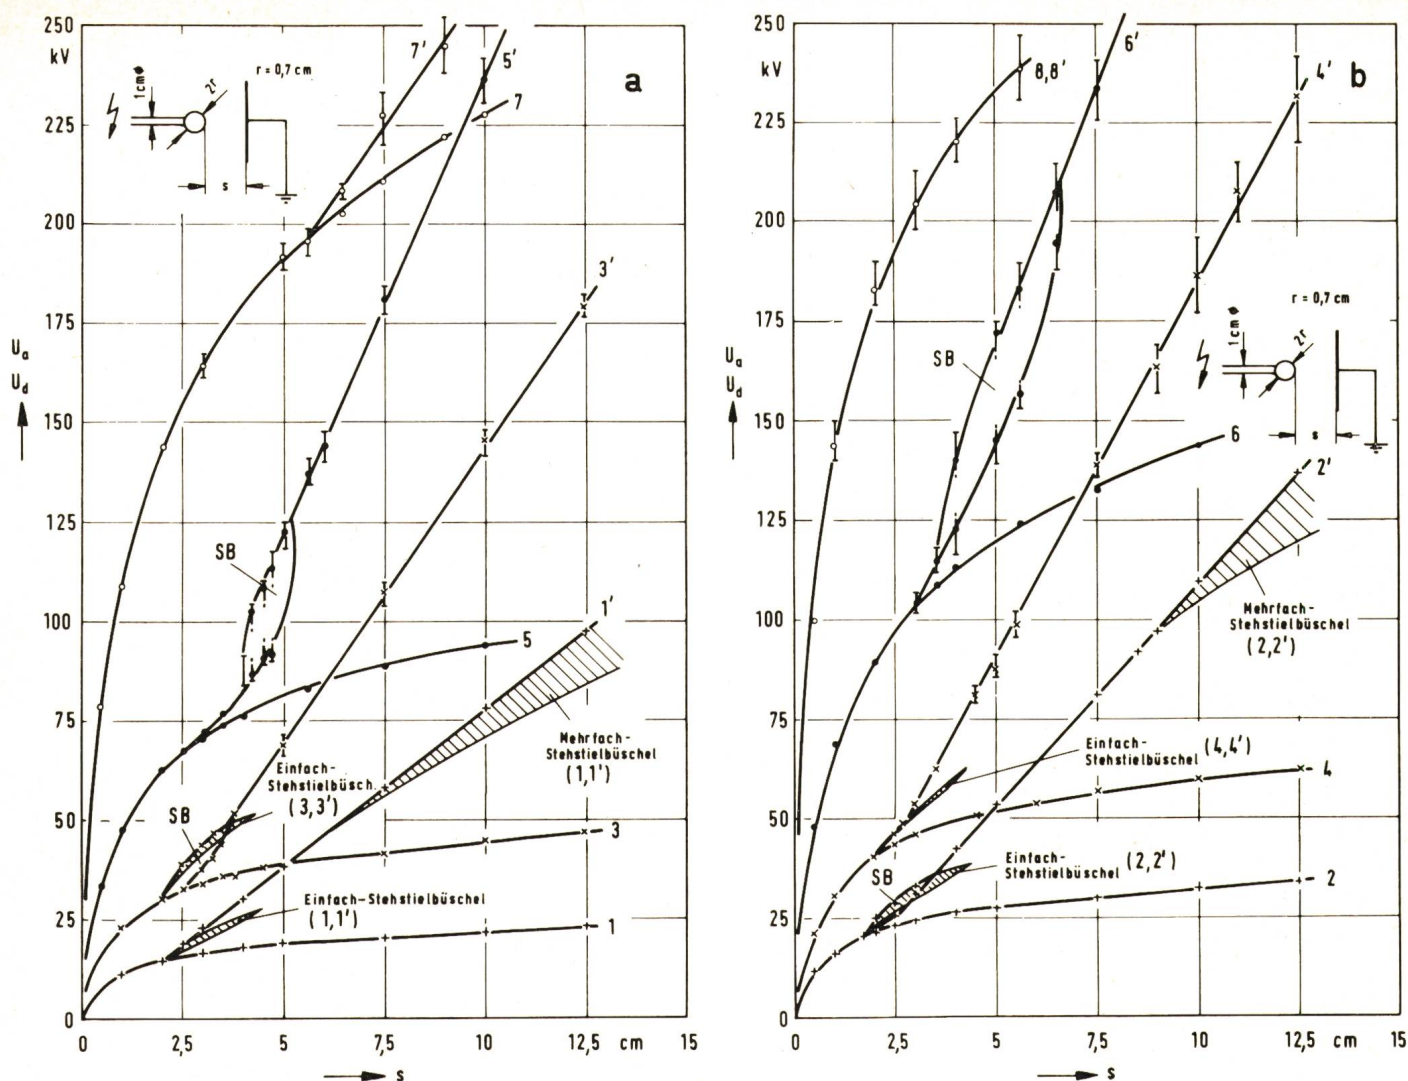 a
250
kV
225
200
175
150
125
100
75
50
25
0
U_a
U_d
1cm ø
2r
r = 0,7 cm
s
7'
5'
7
3'
SB
1'
5
Mehrfach-
Stehstielbüschel
(1,1')
Einfach-
Stehstielbüsch.
(3,3')
SB
3
Einfach-Stehstielbüschel
(1,1')
1
0
2,5
5
7,5
10
12,5
cm
15
s
b
250
kV
225
200
175
150
125
100
75
50
25
0
U_a
U_d
6'
8,8'
4'
r = 0,7 cm
1cm ø
2r
s
SB
6
2'
Mehrfach-
Stehstielbüschel
(2,2')
Einfach-
Stehstielbüschel
(4,4')
4
Einfach-
Stehstielbüschel
(2,2')
SB
2
0
2,5
5
7,5
10
12,5
cm
15
s